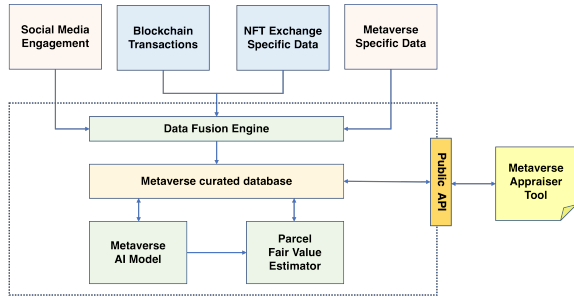 Social Media
Engagement
Blockchain
Transactions
NFT Exchange
Specific Data
Metaverse
Specific Data
Data Fusion Engine
Metaverse curated database
Public API
Metaverse
Appraiser
Tool
Metaverse
AI Model
Parcel
Fair Value
Estimator